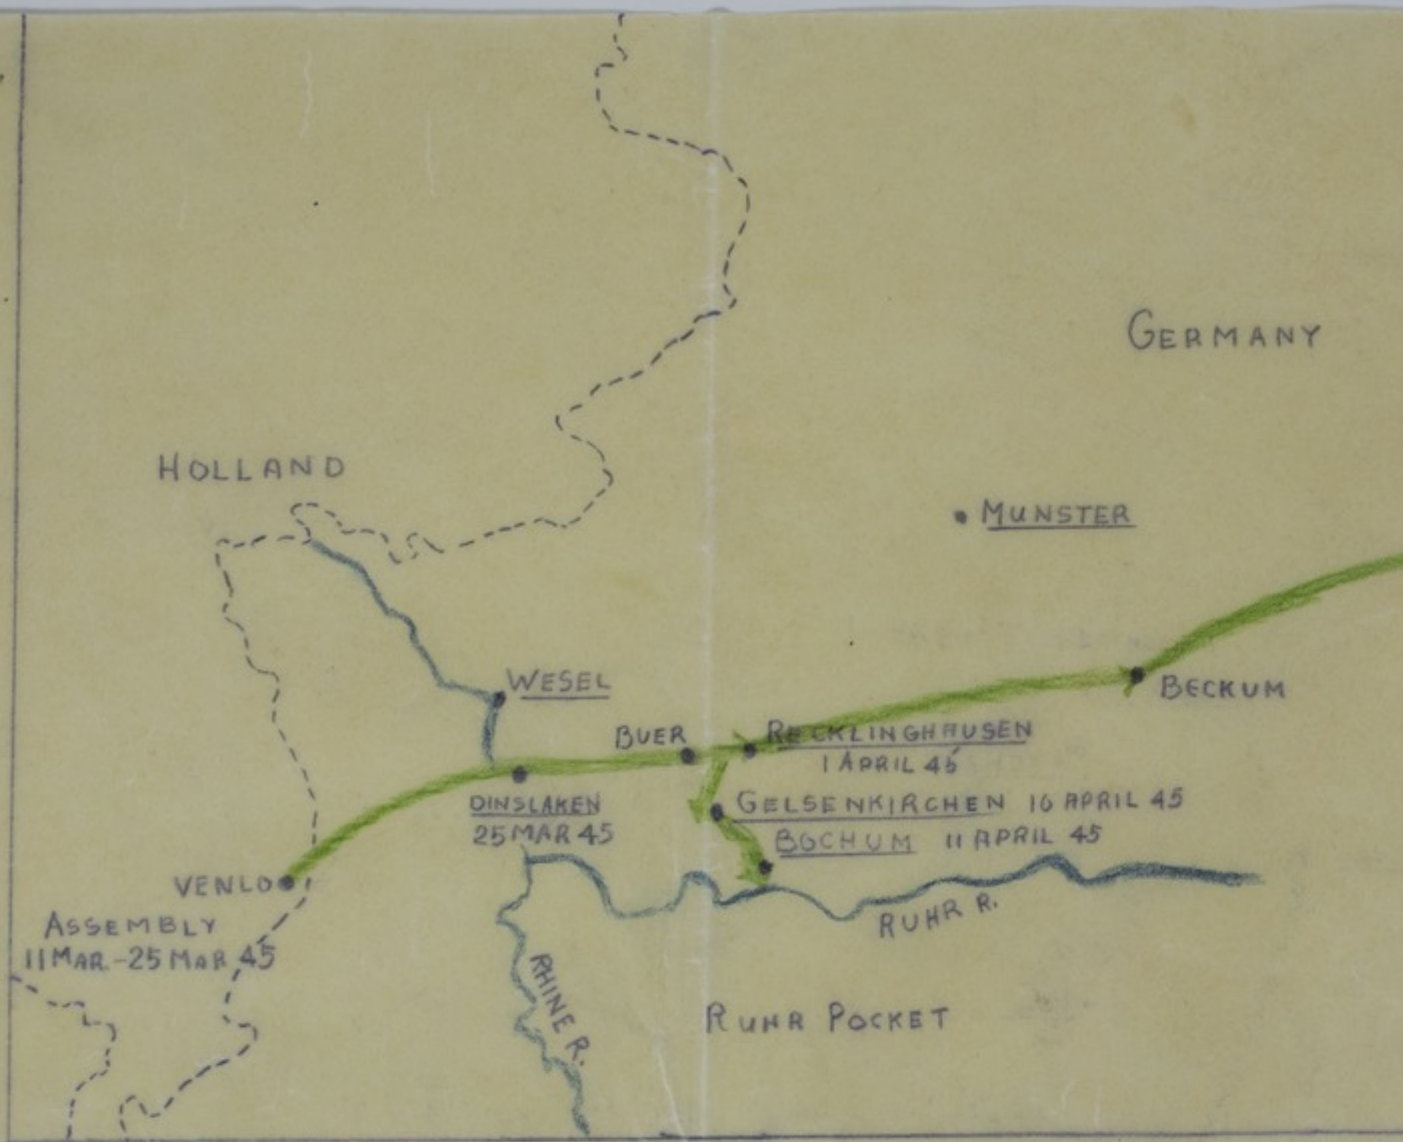 GERMANY
HOLLAND
MUNSTER
WESEL
BECKUM
BUER
RECKLINGHAUSEN
1 APRIL 45
DINSLAKEN
25 MAR 45
GELSENKIRCHEN 10 APRIL 45
BOCHUM 11 APRIL 45
VENLO
ASSEMBLY
11 MAR.-25 MAR 45
RUHR R.
RHINE R.
RUHR POCKET